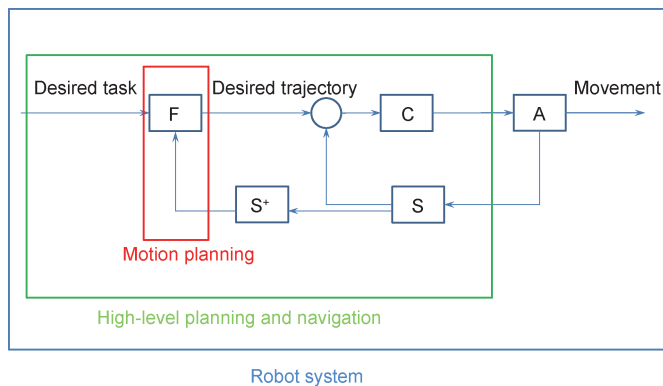 Desired task
Desired trajectory
Movement
F
C
A
S⁺
S
Motion planning
High-level planning and navigation
Robot system